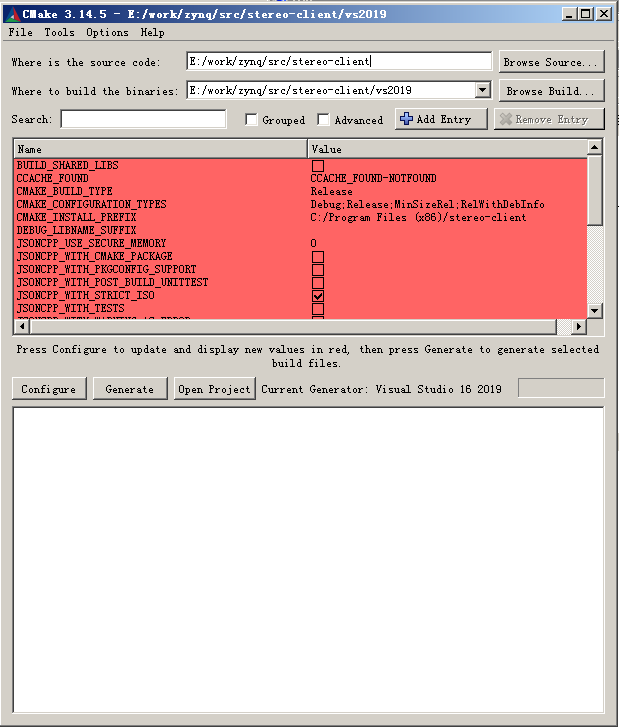 CMake 3.14.5 - E:/work/zynq/src/stereo-client/vs2019
File Tools Options Help
Where is the source code: E:/work/zynq/src/stereo-client Browse Source...
Where to build the binaries: E:/work/zynq/src/stereo-client/vs2019 Browse Build...
Search: Grouped Advanced Add Entry Remove Entry
Name Value
BUILD_SHARED_LIBS
CCACHE_FOUND CCACHE_FOUND-NOTFOUND
CMAKE_BUILD_TYPE Release
CMAKE_CONFIGURATION_TYPES Debug;Release;MinSizeRel;RelWithDebInfo
CMAKE_INSTALL_PREFIX C:/Program Files (x86)/stereo-client
DEBUG_LIBNAME_SUFFIX
JSONCPP_USE_SECURE_MEMORY 0
JSONCPP_WITH_CMAKE_PACKAGE
JSONCPP_WITH_PKGCONFIG_SUPPORT
JSONCPP_WITH_POST_BUILD_UNITTEST
JSONCPP_WITH_STRICT_ISO
JSONCPP_WITH_TESTS
JSONCPP_WITH_WARNING_AS_ERROR
Press Configure to update and display new values in red, then press Generate to generate selected
build files.
Configure Generate Open Project Current Generator: Visual Studio 16 2019